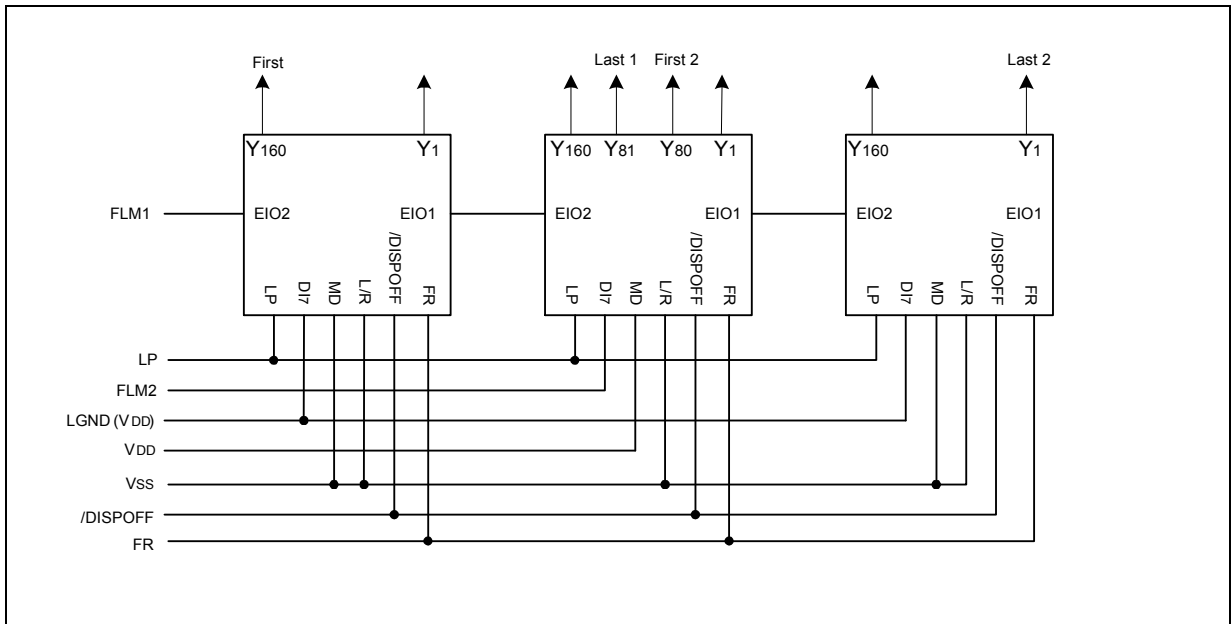 First
Last 1 First 2
Last 2
Y160 Y1
Y160 Y81 Y80 Y1
Y160 Y1
FLM1
EIO2 EIO1
EIO2 EIO1
EIO2 EIO1
LP DI7 MD L/R /DISPOFF FR
LP DI7 MD L/R /DISPOFF FR
LP DI7 MD L/R /DISPOFF FR
LP
FLM2
LGND (VDD)
VDD
VSS
/DISPOFF
FR